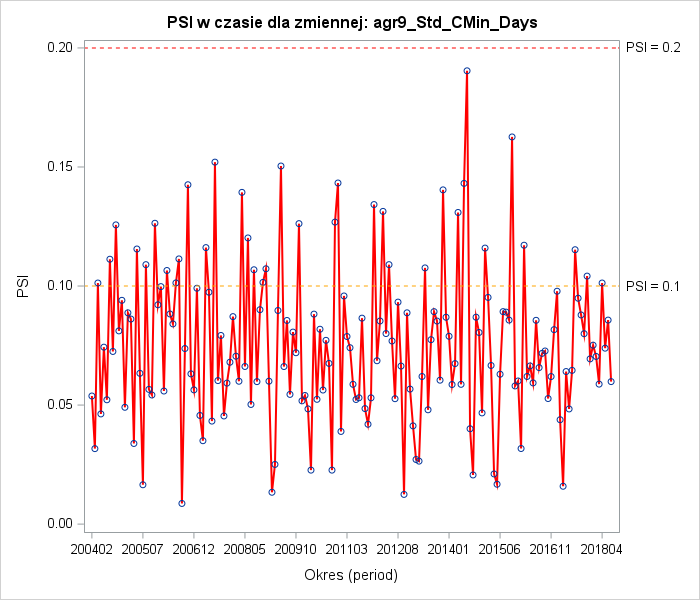 PSI w czasie dla zmiennej: agr9_Std_CMin_Days
0.20
PSI = 0.2
0.15
PSI
0.10
PSI = 0.1
0.05
0.00
200402 200507 200612 200805 200910 201103 201208 201401 201506 201611 201804
Okres (period)